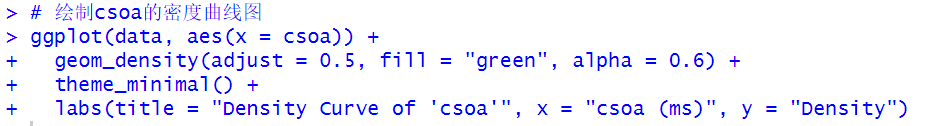 > # 绘制csoa的密度曲线图
> ggplot(data, aes(x = csoa)) +
+   geom_density(adjust = 0.5, fill = "green", alpha = 0.6) +
+   theme_minimal() +
+   labs(title = "Density Curve of 'csoa'", x = "csoa (ms)", y = "Density")